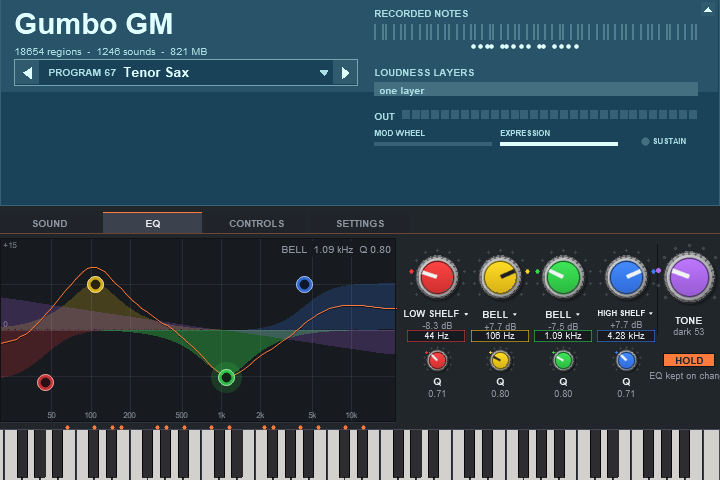 Gumbo GM
18654 regions - 1246 sounds - 821 MB
PROGRAM 67 Tenor Sax
RECORDED NOTES
LOUDNESS LAYERS
one layer
OUT
MOD WHEEL
EXPRESSION
SUSTAIN
SOUND
EQ
CONTROLS
SETTINGS
+15
BELL 1.09 kHz Q 0.80
0
50 100 200 500 1k 2k 5k 10k
LOW SHELF
-8.3 dB
44 Hz
Q
0.71
BELL
+7.7 dB
106 Hz
Q
0.80
BELL
-7.5 dB
1.09 kHz
Q
0.80
HIGH SHELF
+7.7 dB
4.28 kHz
Q
0.71
TONE
dark 53
HOLD
EQ kept on chan